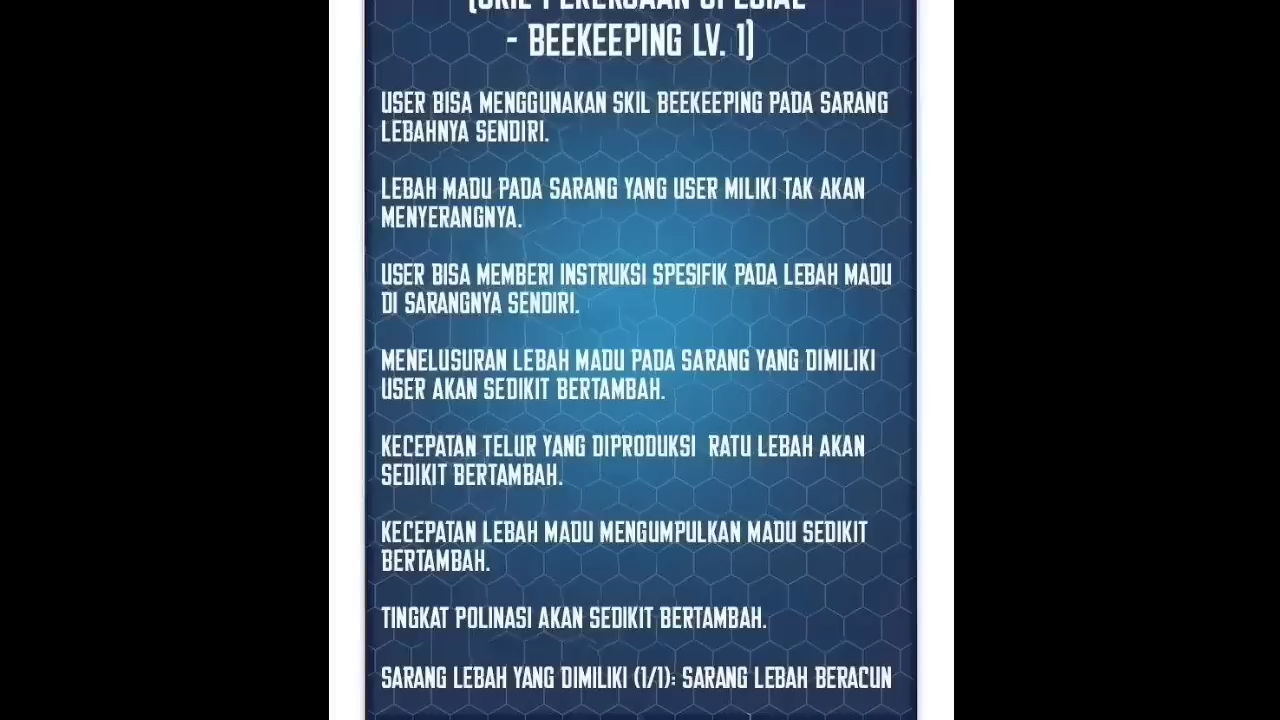 (SKIL PEKERJAAN SPESIAL
- BEEKEEPING LV. 1)
USER BISA MENGGUNAKAN SKIL BEEKEEPING PADA SARANG
LEBAHNYA SENDIRI.
LEBAH MADU PADA SARANG YANG USER MILIKI TAK AKAN
MENYERANGNYA.
USER BISA MEMBERI INSTRUKSI SPESIFIK PADA LEBAH MADU
DI SARANGNYA SENDIRI.
MENELUSURAN LEBAH MADU PADA SARANG YANG DIMILIKI
USER AKAN SEDIKIT BERTAMBAH.
KECEPATAN TELUR YANG DIPRODUKSI RATU LEBAH AKAN
SEDIKIT BERTAMBAH.
KECEPATAN LEBAH MADU MENGUMPULKAN MADU SEDIKIT
BERTAMBAH.
TINGKAT POLINASI AKAN SEDIKIT BERTAMBAH.
SARANG LEBAH YANG DIMILIKI (1/1): SARANG LEBAH BERACUN